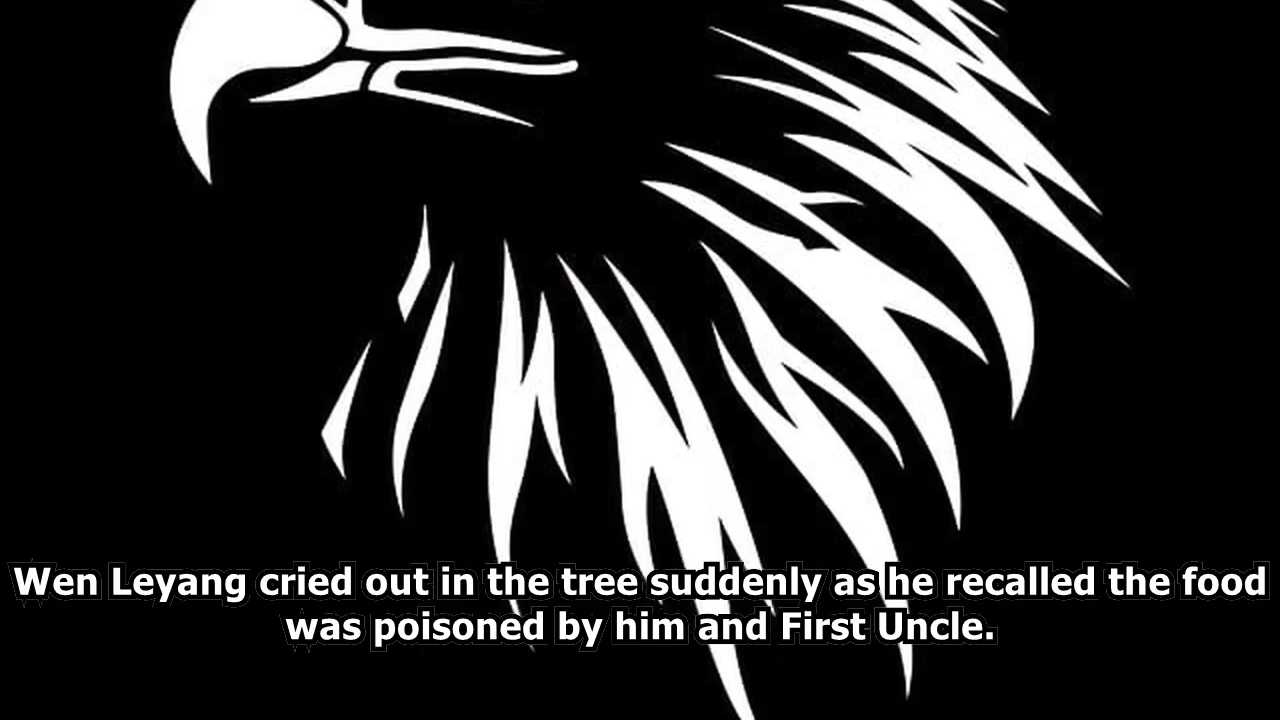 Wen Leyang cried out in the tree suddenly as he recalled the food
was poisoned by him and First Uncle.